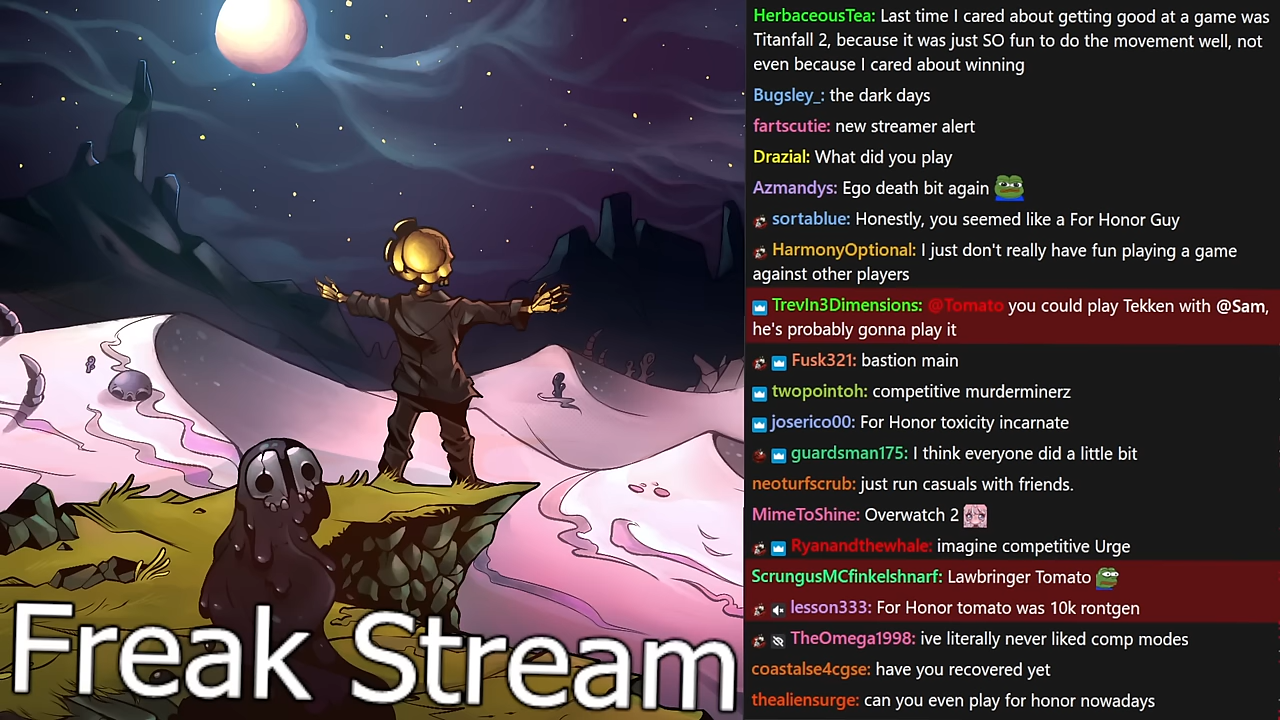 HerbaceousTea: Last time I cared about getting good at a game was
Titanfall 2, because it was just SO fun to do the movement well, not
even because I cared about winning
Bugsley_: the dark days
fartscutie: new streamer alert
Drazial: What did you play
Azmandys: Ego death bit again
sortablue: Honestly, you seemed like a For Honor Guy
HarmonyOptional: I just don't really have fun playing a game
against other players
TrevIn3Dimensions: @Tomato you could play Tekken with @Sam,
he's probably gonna play it
Fusk321: bastion main
twopointoh: competitive murderminerz
joserico00: For Honor toxicity incarnate
guardsman175: I think everyone did a little bit
neoturfscrub: just run casuals with friends.
MimeToShine: Overwatch 2
Ryanandthewhale: imagine competitive Urge
ScrungusMCfinkelshnarf: Lawbringer Tomato
lesson333: For Honor tomato was 10k rontgen
TheOmega1998: ive literally never liked comp modes
coastalse4cgse: have you recovered yet
thealiensurge: can you even play for honor nowadays
Freak Stream